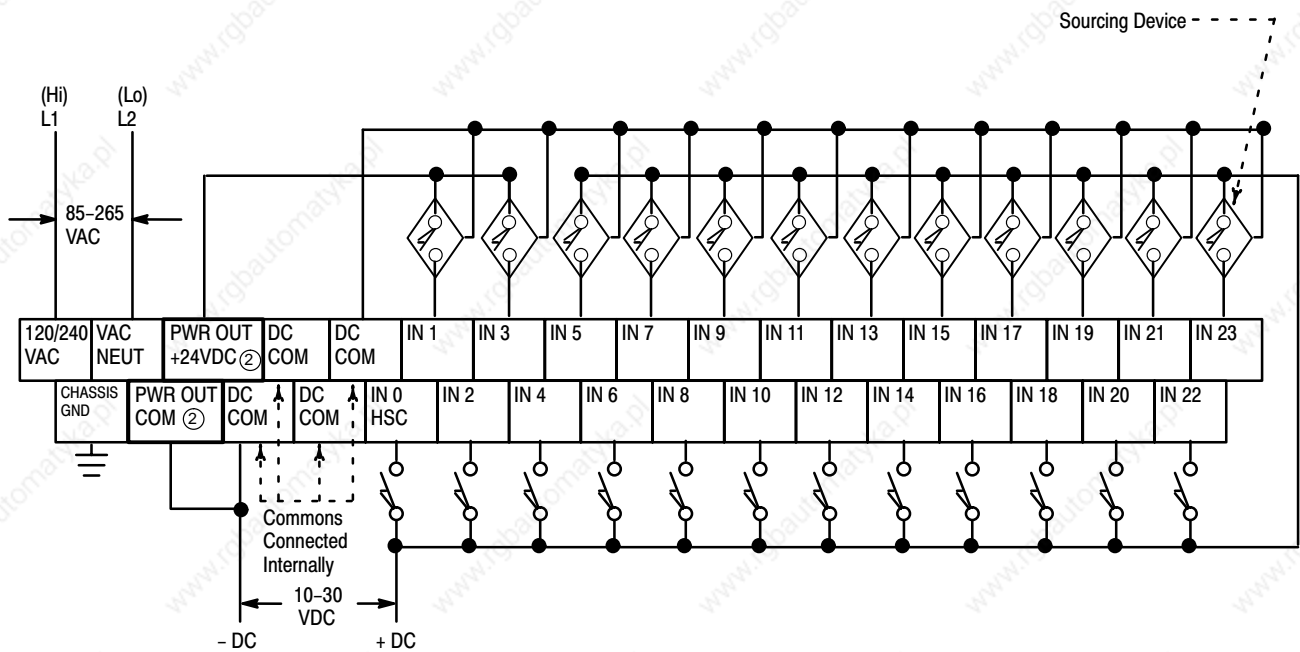 Sourcing Device
(Hi)
L1
(Lo)
L2
85–265
VAC
120/240
VAC
VAC
NEUT
PWR OUT
+24VDC ②
DC
COM
DC
COM
IN 1
IN 3
IN 5
IN 7
IN 9
IN 11
IN 13
IN 15
IN 17
IN 19
IN 21
IN 23
CHASSIS
GND
PWR OUT
COM ②
DC
COM
DC
COM
IN 0
HSC
IN 2
IN 4
IN 6
IN 8
IN 10
IN 12
IN 14
IN 16
IN 18
IN 20
IN 22
Commons
Connected
Internally
10–30
VDC
– DC
+ DC
www.rgbautomatyka.pl